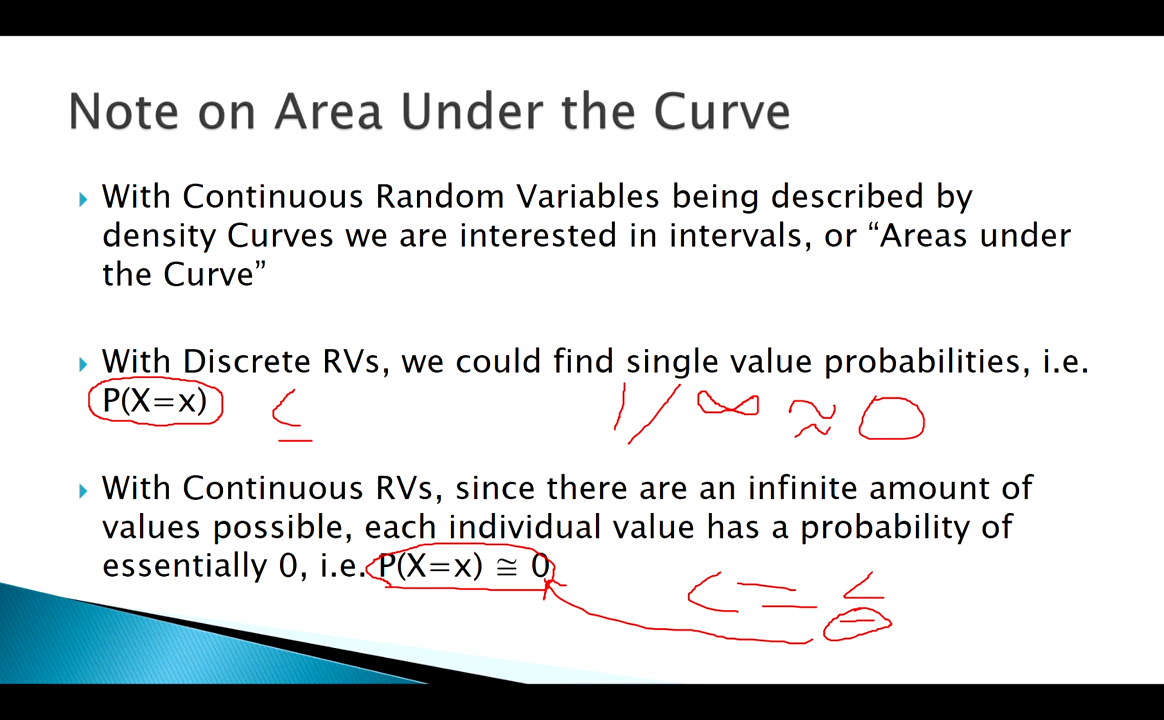 Note on Area Under the Curve
With Continuous Random Variables being described by
density Curves we are interested in intervals, or “Areas under
the Curve”
With Discrete RVs, we could find single value probabilities, i.e.
P(X=x) ≤ 1/∞ ≈ 0
With Continuous RVs, since there are an infinite amount of
values possible, each individual value has a probability of
essentially 0, i.e. P(X=x) ≅ 0
< = ≤